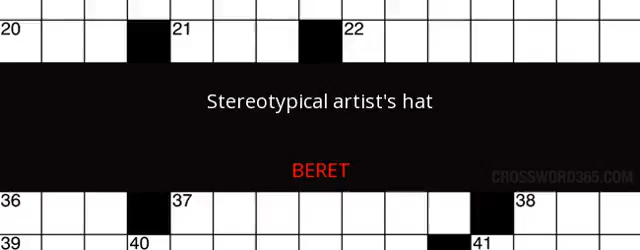 20 21 22
Stereotypical artist's hat
BERET
CROSSWORD365.COM
36 37 38
39 40 41